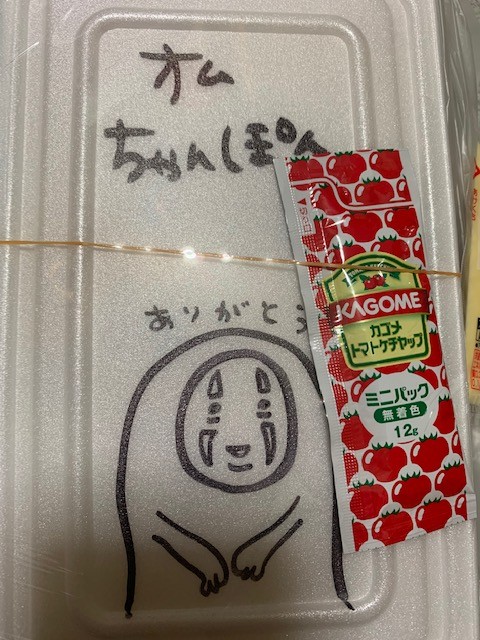 オム
ちゃんぽん
ありがとう
KAGOME
カゴメ
トマトケチャップ
ミニパック
無着色
12g